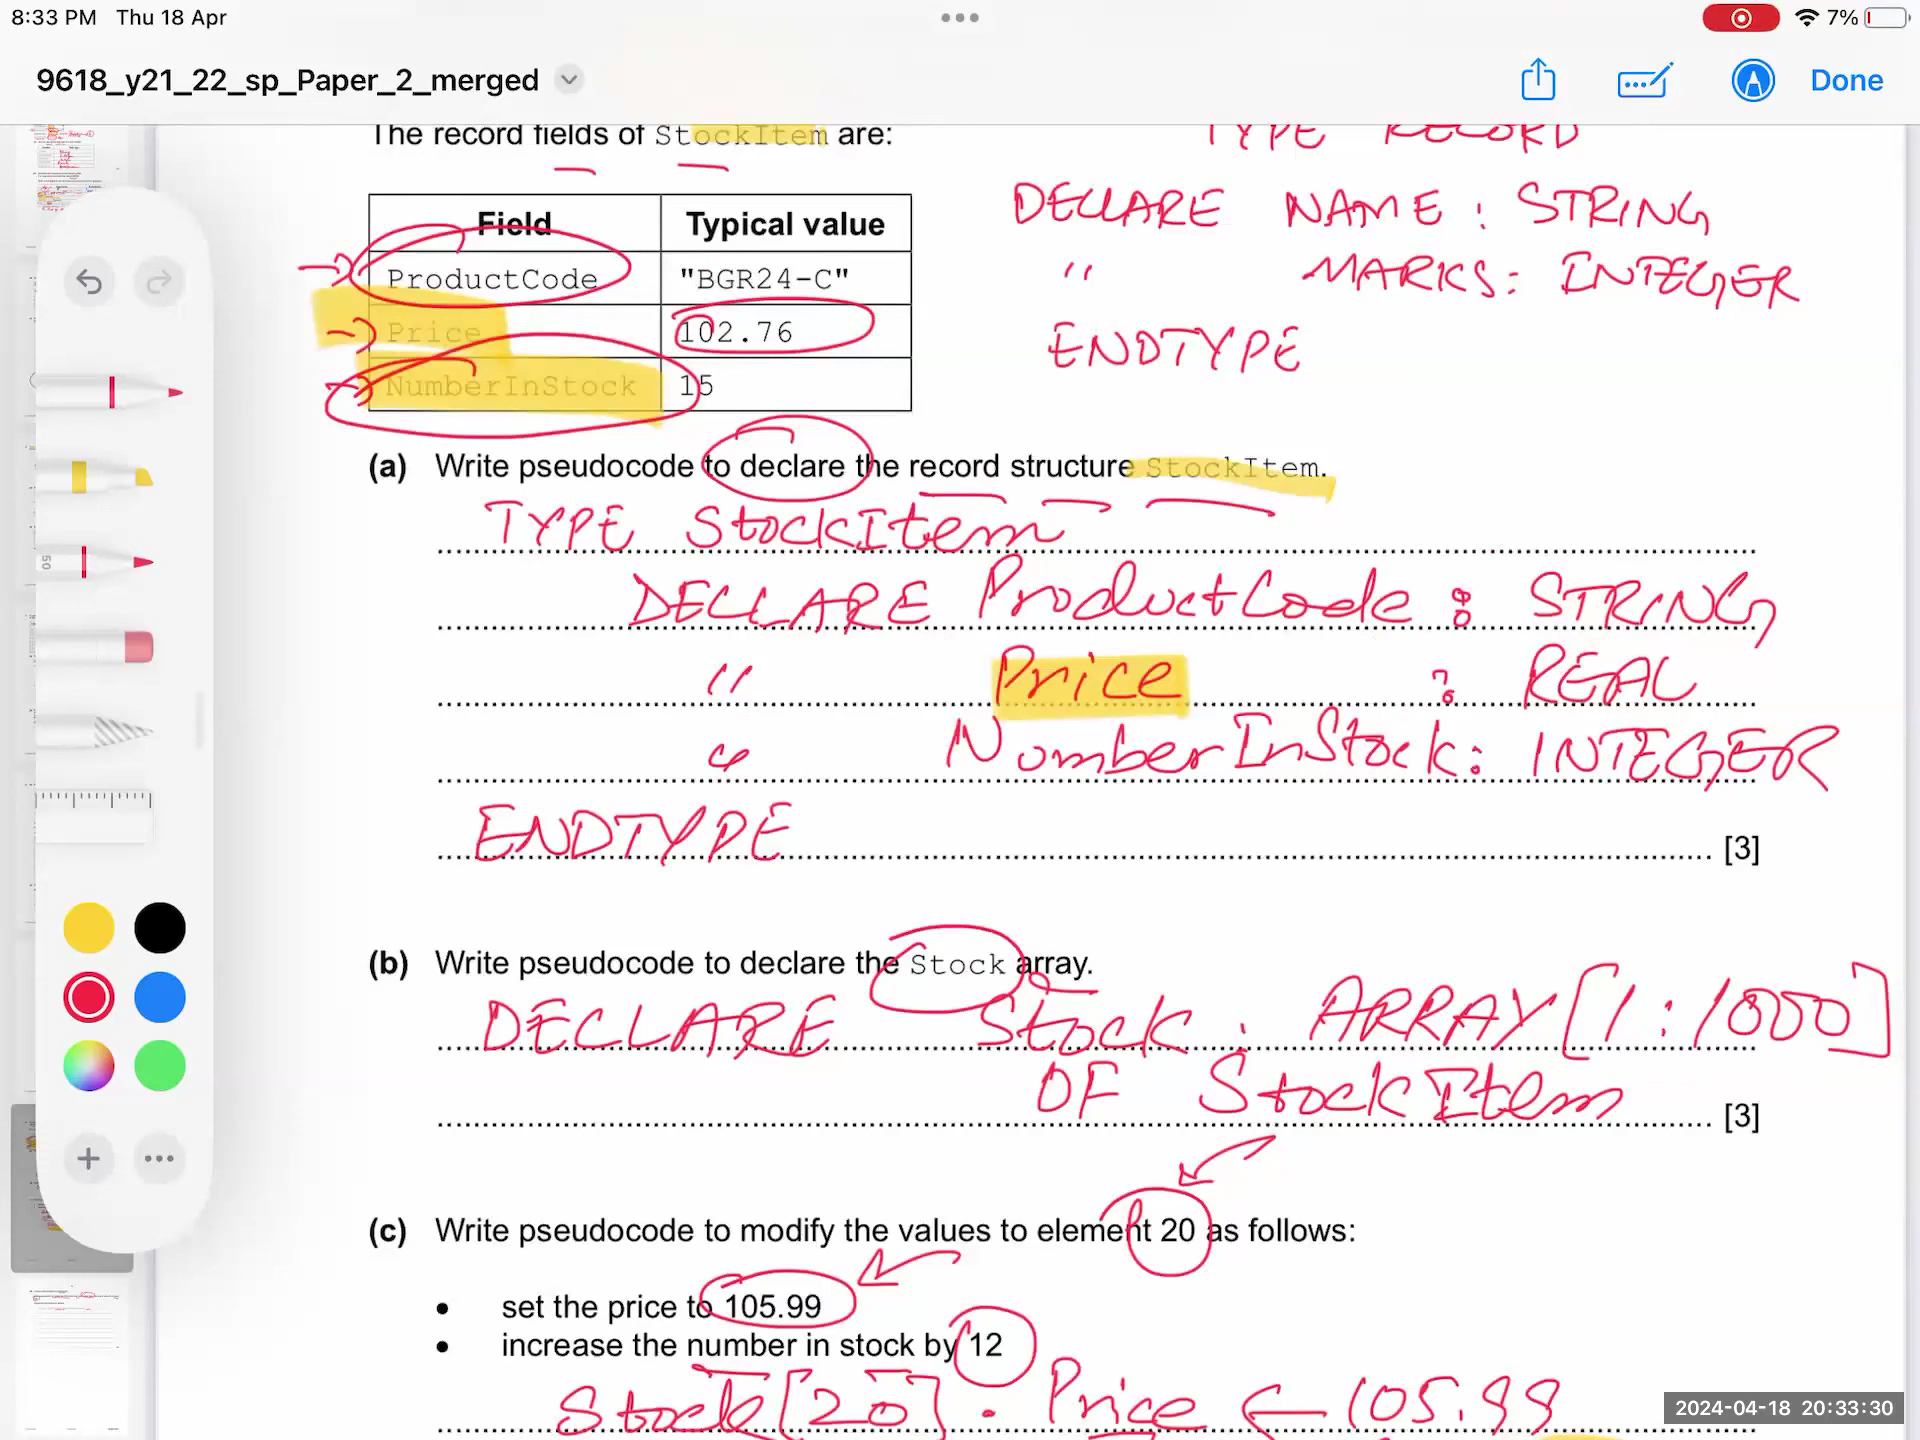 8:33 PM Thu 18 Apr
7%
9618_y21_22_sp_Paper_2_merged
Done
The record fields of StockItem are:
TYPE RECORD
DECLARE NAME : STRING
" MARKS : INTEGER
ENDTYPE
Field Typical value
ProductCode "BGR24-C"
Price 102.76
NumberInStock 15
(a) Write pseudocode to declare the record structure StockItem.
TYPE StockItem
DECLARE ProductCode : STRING
" Price : REAL
" NumberInStock : INTEGER
ENDTYPE
[3]
(b) Write pseudocode to declare the Stock array.
DECLARE Stock : ARRAY [1 : 1000]
OF StockItem
[3]
(c) Write pseudocode to modify the values to element 20 as follows:
• set the price to 105.99
• increase the number in stock by 12
Stock [20] . Price ← 105.99
50
2024-04-18 20:33:30